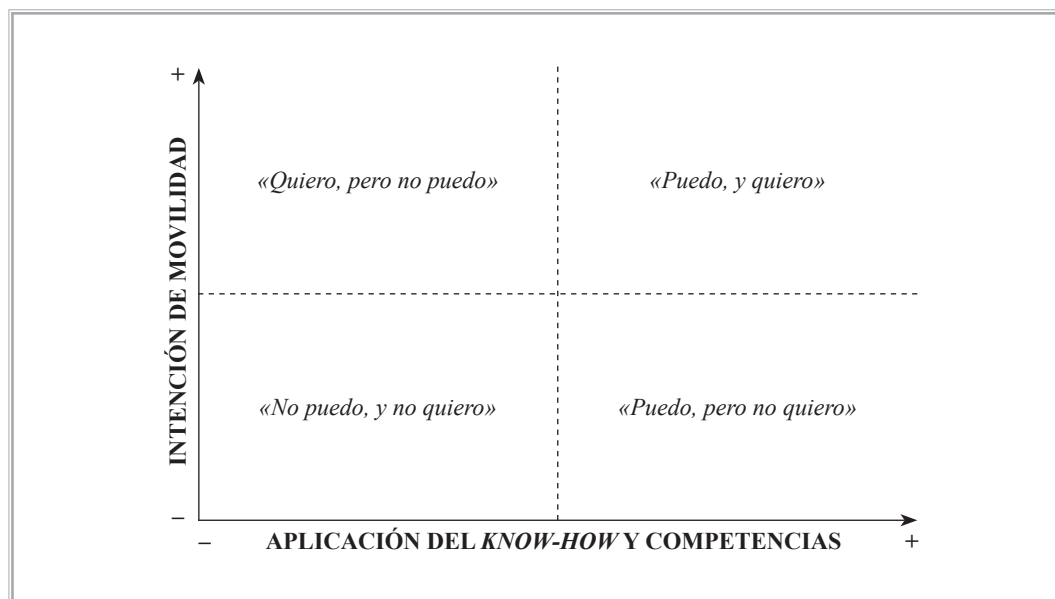 +
INTENCIÓN DE MOVILIDAD
«Quiero, pero no puedo»
«Puedo, y quiero»
«No puedo, y no quiero»
«Puedo, pero no quiero»
–
–
APLICACIÓN DEL KNOW-HOW Y COMPETENCIAS
+